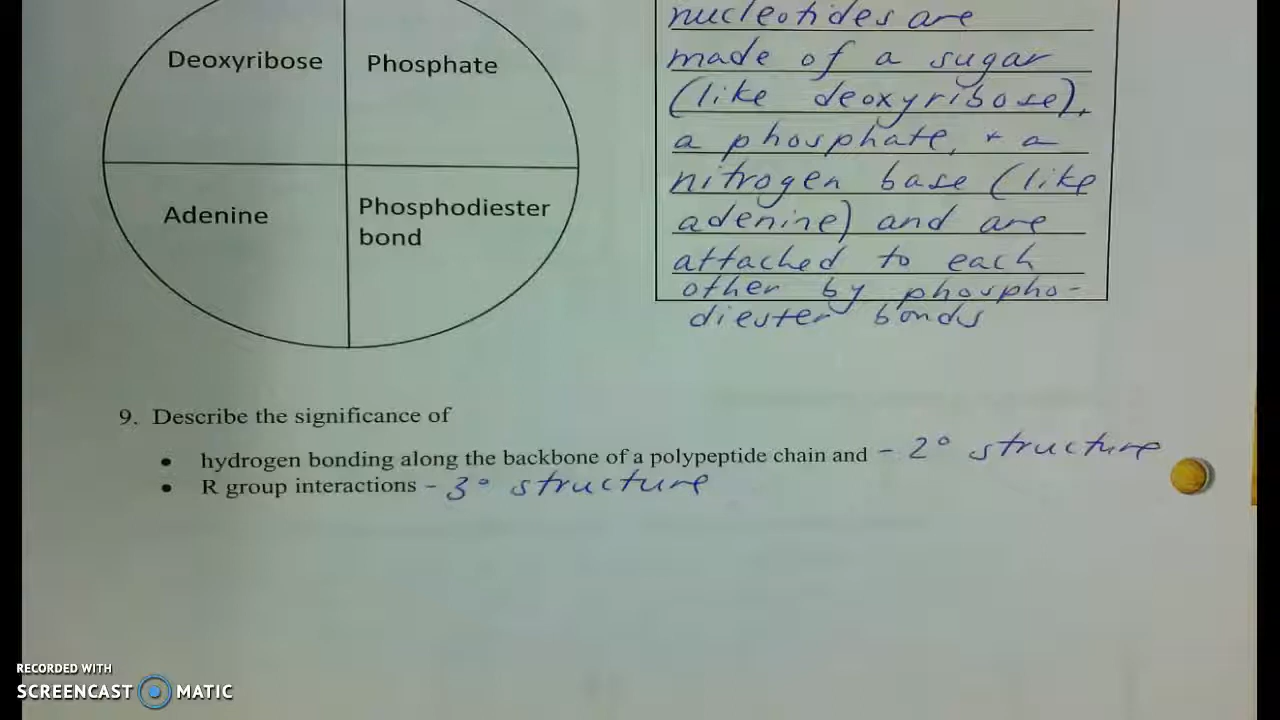 Deoxyribose
Phosphate
Adenine
Phosphodiester
bond
nucleotides are
made of a sugar
(like deoxyribose),
a phosphate, + a
nitrogen base (like
adenine) and are
attached to each
other by phospho-
diester bonds
9. Describe the significance of
• hydrogen bonding along the backbone of a polypeptide chain and - 2° structure
• R group interactions - 3° structure
RECORDED WITH
SCREENCAST MATIC